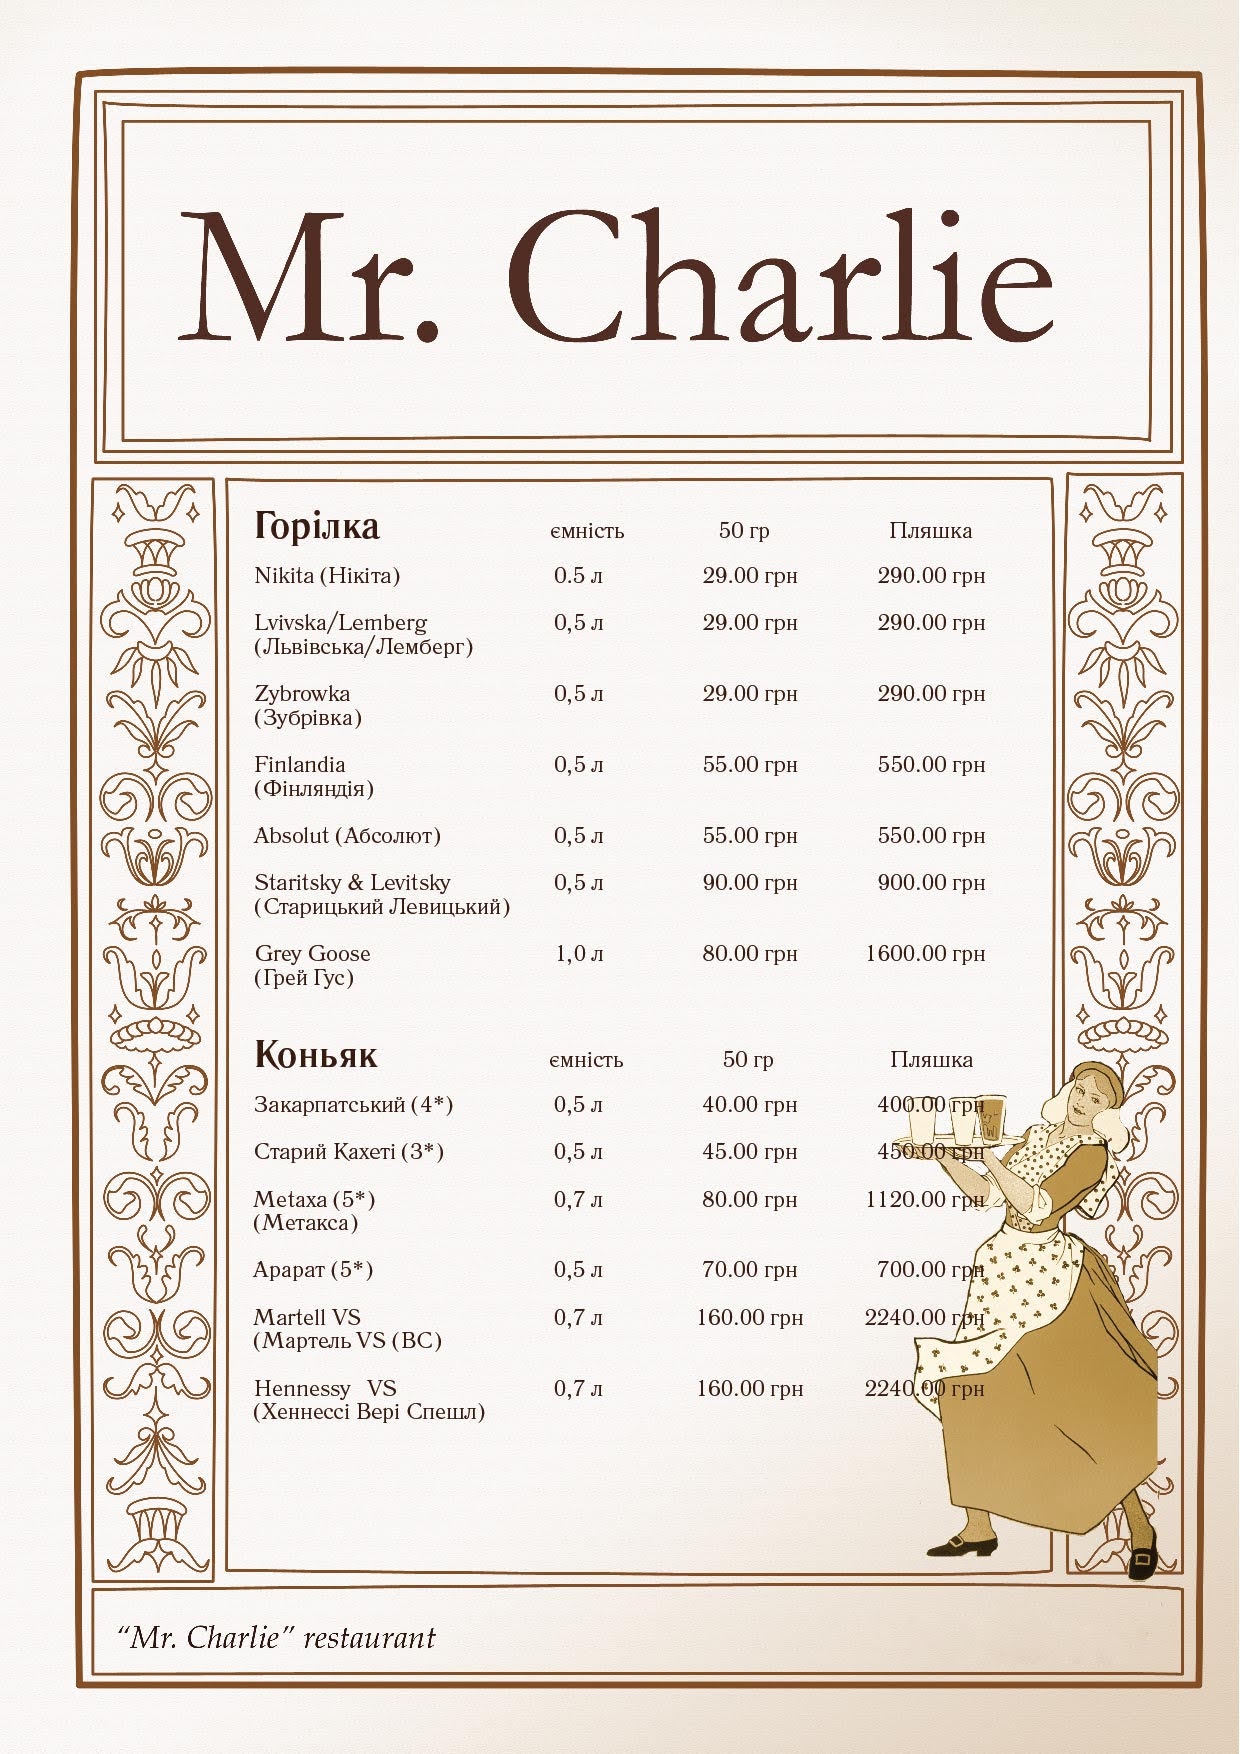 Mr. Charlie
Горілка ємність 50 гр Пляшка
Nikita (Нікіта) 0.5 л 29.00 грн 290.00 грн
Lvivska/Lemberg 0,5 л 29.00 грн 290.00 грн
(Львівська/Лемберг)
Zybrowka 0,5 л 29.00 грн 290.00 грн
(Зубрівка)
Finlandia 0,5 л 55.00 грн 550.00 грн
(Фінляндія)
Absolut (Абсолют) 0,5 л 55.00 грн 550.00 грн
Staritsky & Levitsky 0,5 л 90.00 грн 900.00 грн
(Старицький Левицький)
Grey Goose 1,0 л 80.00 грн 1600.00 грн
(Грей Гус)
Коньяк ємність 50 гр Пляшка
Закарпатський (4*) 0,5 л 40.00 грн 400.00 грн
Старий Кахеті (3*) 0,5 л 45.00 грн 450.00 грн
Metaxa (5*) 0,7 л 80.00 грн 1120.00 грн
(Метакса)
Арарат (5*) 0,5 л 70.00 грн 700.00 грн
Martell VS 0,7 л 160.00 грн 2240.00 грн
(Мартель VS (ВС)
Hennessy VS 0,7 л 160.00 грн 2240.00 грн
(Хеннессі Вері Спешл)
“Mr. Charlie” restaurant